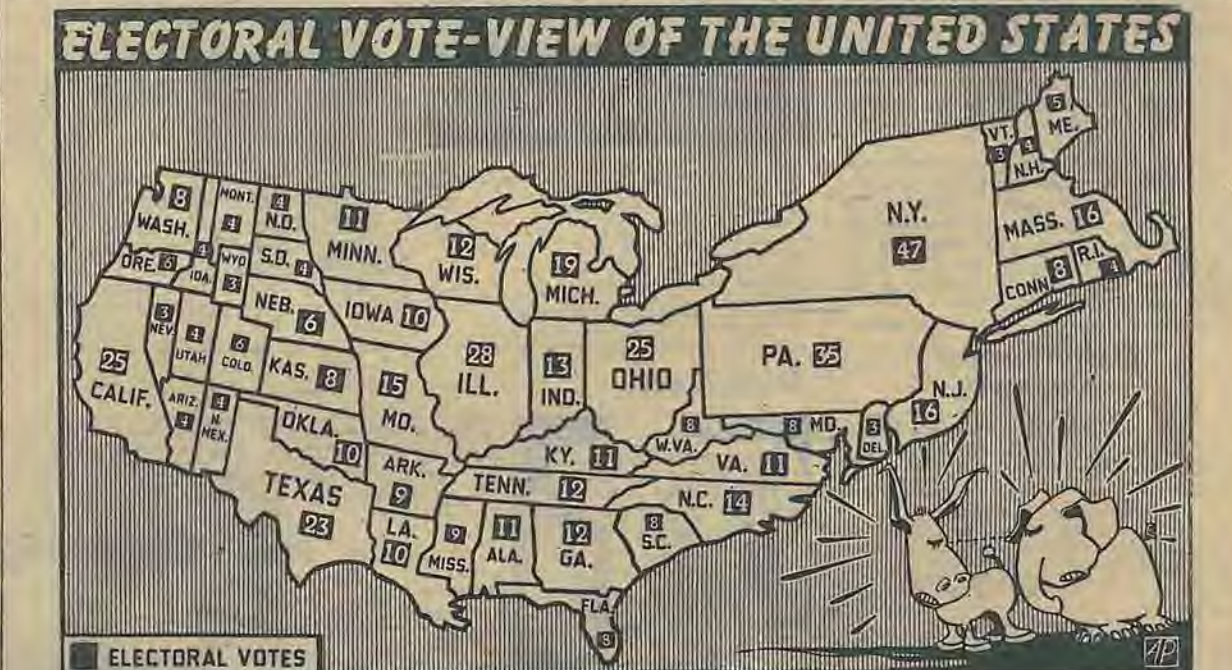 ELECTORAL VOTE-VIEW OF THE UNITED STATES
8
WASH.
ORE. 6
4
IDA.
MONT.
4
WYO
3
4
N.D.
S.D. 4
NEB. 6
KAS. 8
11
MINN.
IOWA 10
12
WIS.
19
MICH.
25
CALIF.
3
NEV.
4
UTAH
6
COLO.
ARIZ.
4
4
N.
MEX.
OKLA.
10
TEXAS
23
15
MO.
ARK.
9
LA.
10
28
ILL.
13
IND.
25
OHIO
KY. 11
TENN. 12
9
MISS.
11
ALA.
12
GA.
FLA.
8
8
S.C.
N.C. 14
VA. 11
8
W.VA.
8 MD.
3
DEL
PA. 35
N.J.
16
N.Y.
47
VT.
3
4
N.H.
5
ME.
MASS. 16
CONN 8
R.I.
4
ELECTORAL VOTES
AP